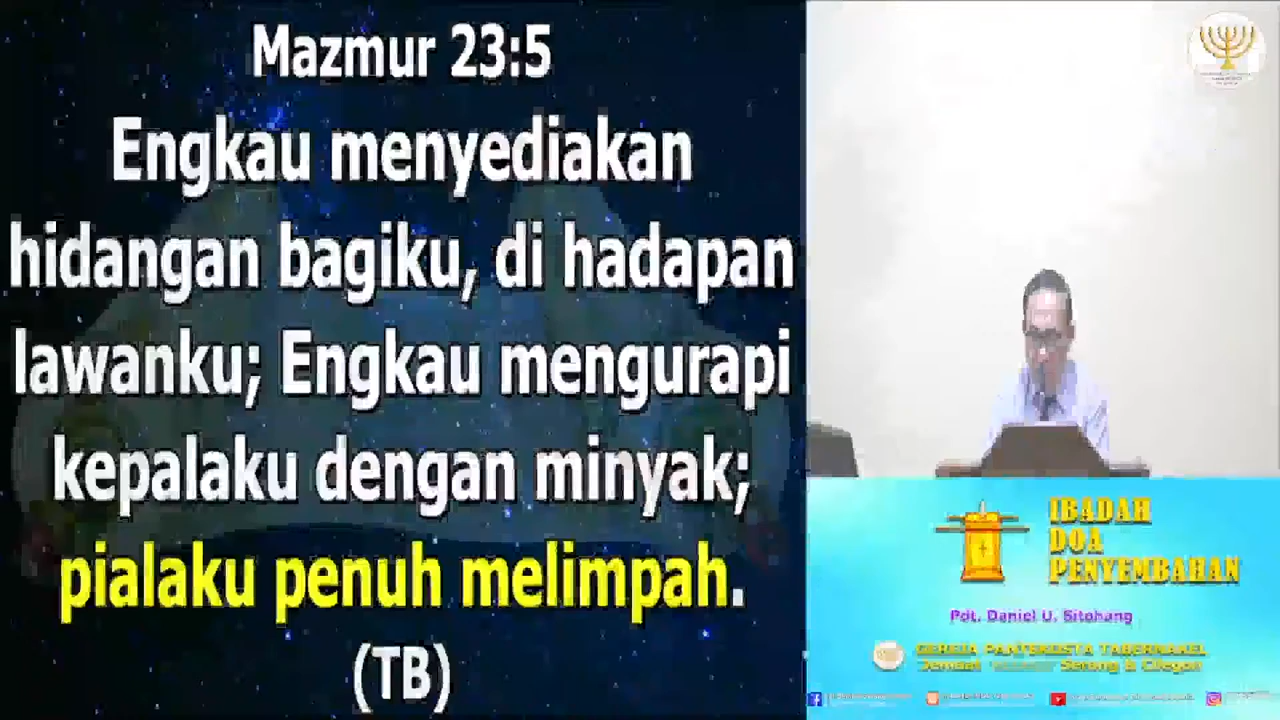 Mazmur 23:5
Engkau menyediakan
hidangan bagiku, di hadapan
lawanku; Engkau mengurapi
kepalaku dengan minyak;
pialaku penuh melimpah.
(TB)
IBADAH
DOA
PENYEMBAHAN
Pdt. Daniel U. Sitohang
GEREJA PANTEKOSTA TABERNAKEL
Jemaat Serang & Cilegon